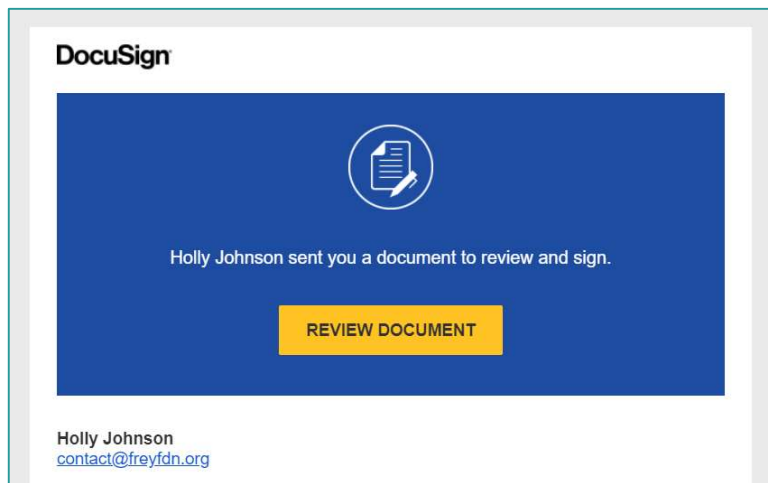 DocuSign
Holly Johnson sent you a document to review and sign.
REVIEW DOCUMENT
Holly Johnson
contact@freyfdn.org